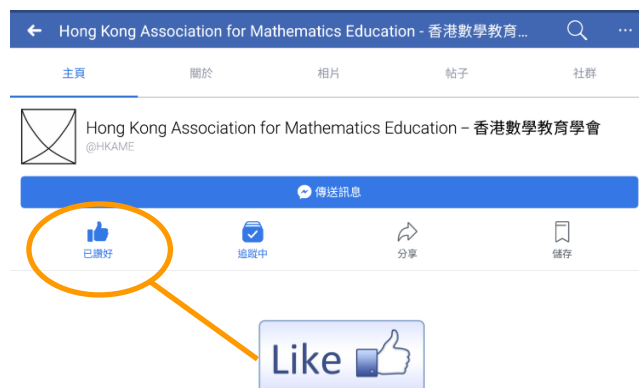 Hong Kong Association for Mathematics Education - 香港數學教育...
主頁 關於 相片 帖子 社群
Hong Kong Association for Mathematics Education – 香港數學教育學會
@HKAME
傳送訊息
已讚好 追蹤中 分享 儲存
Like